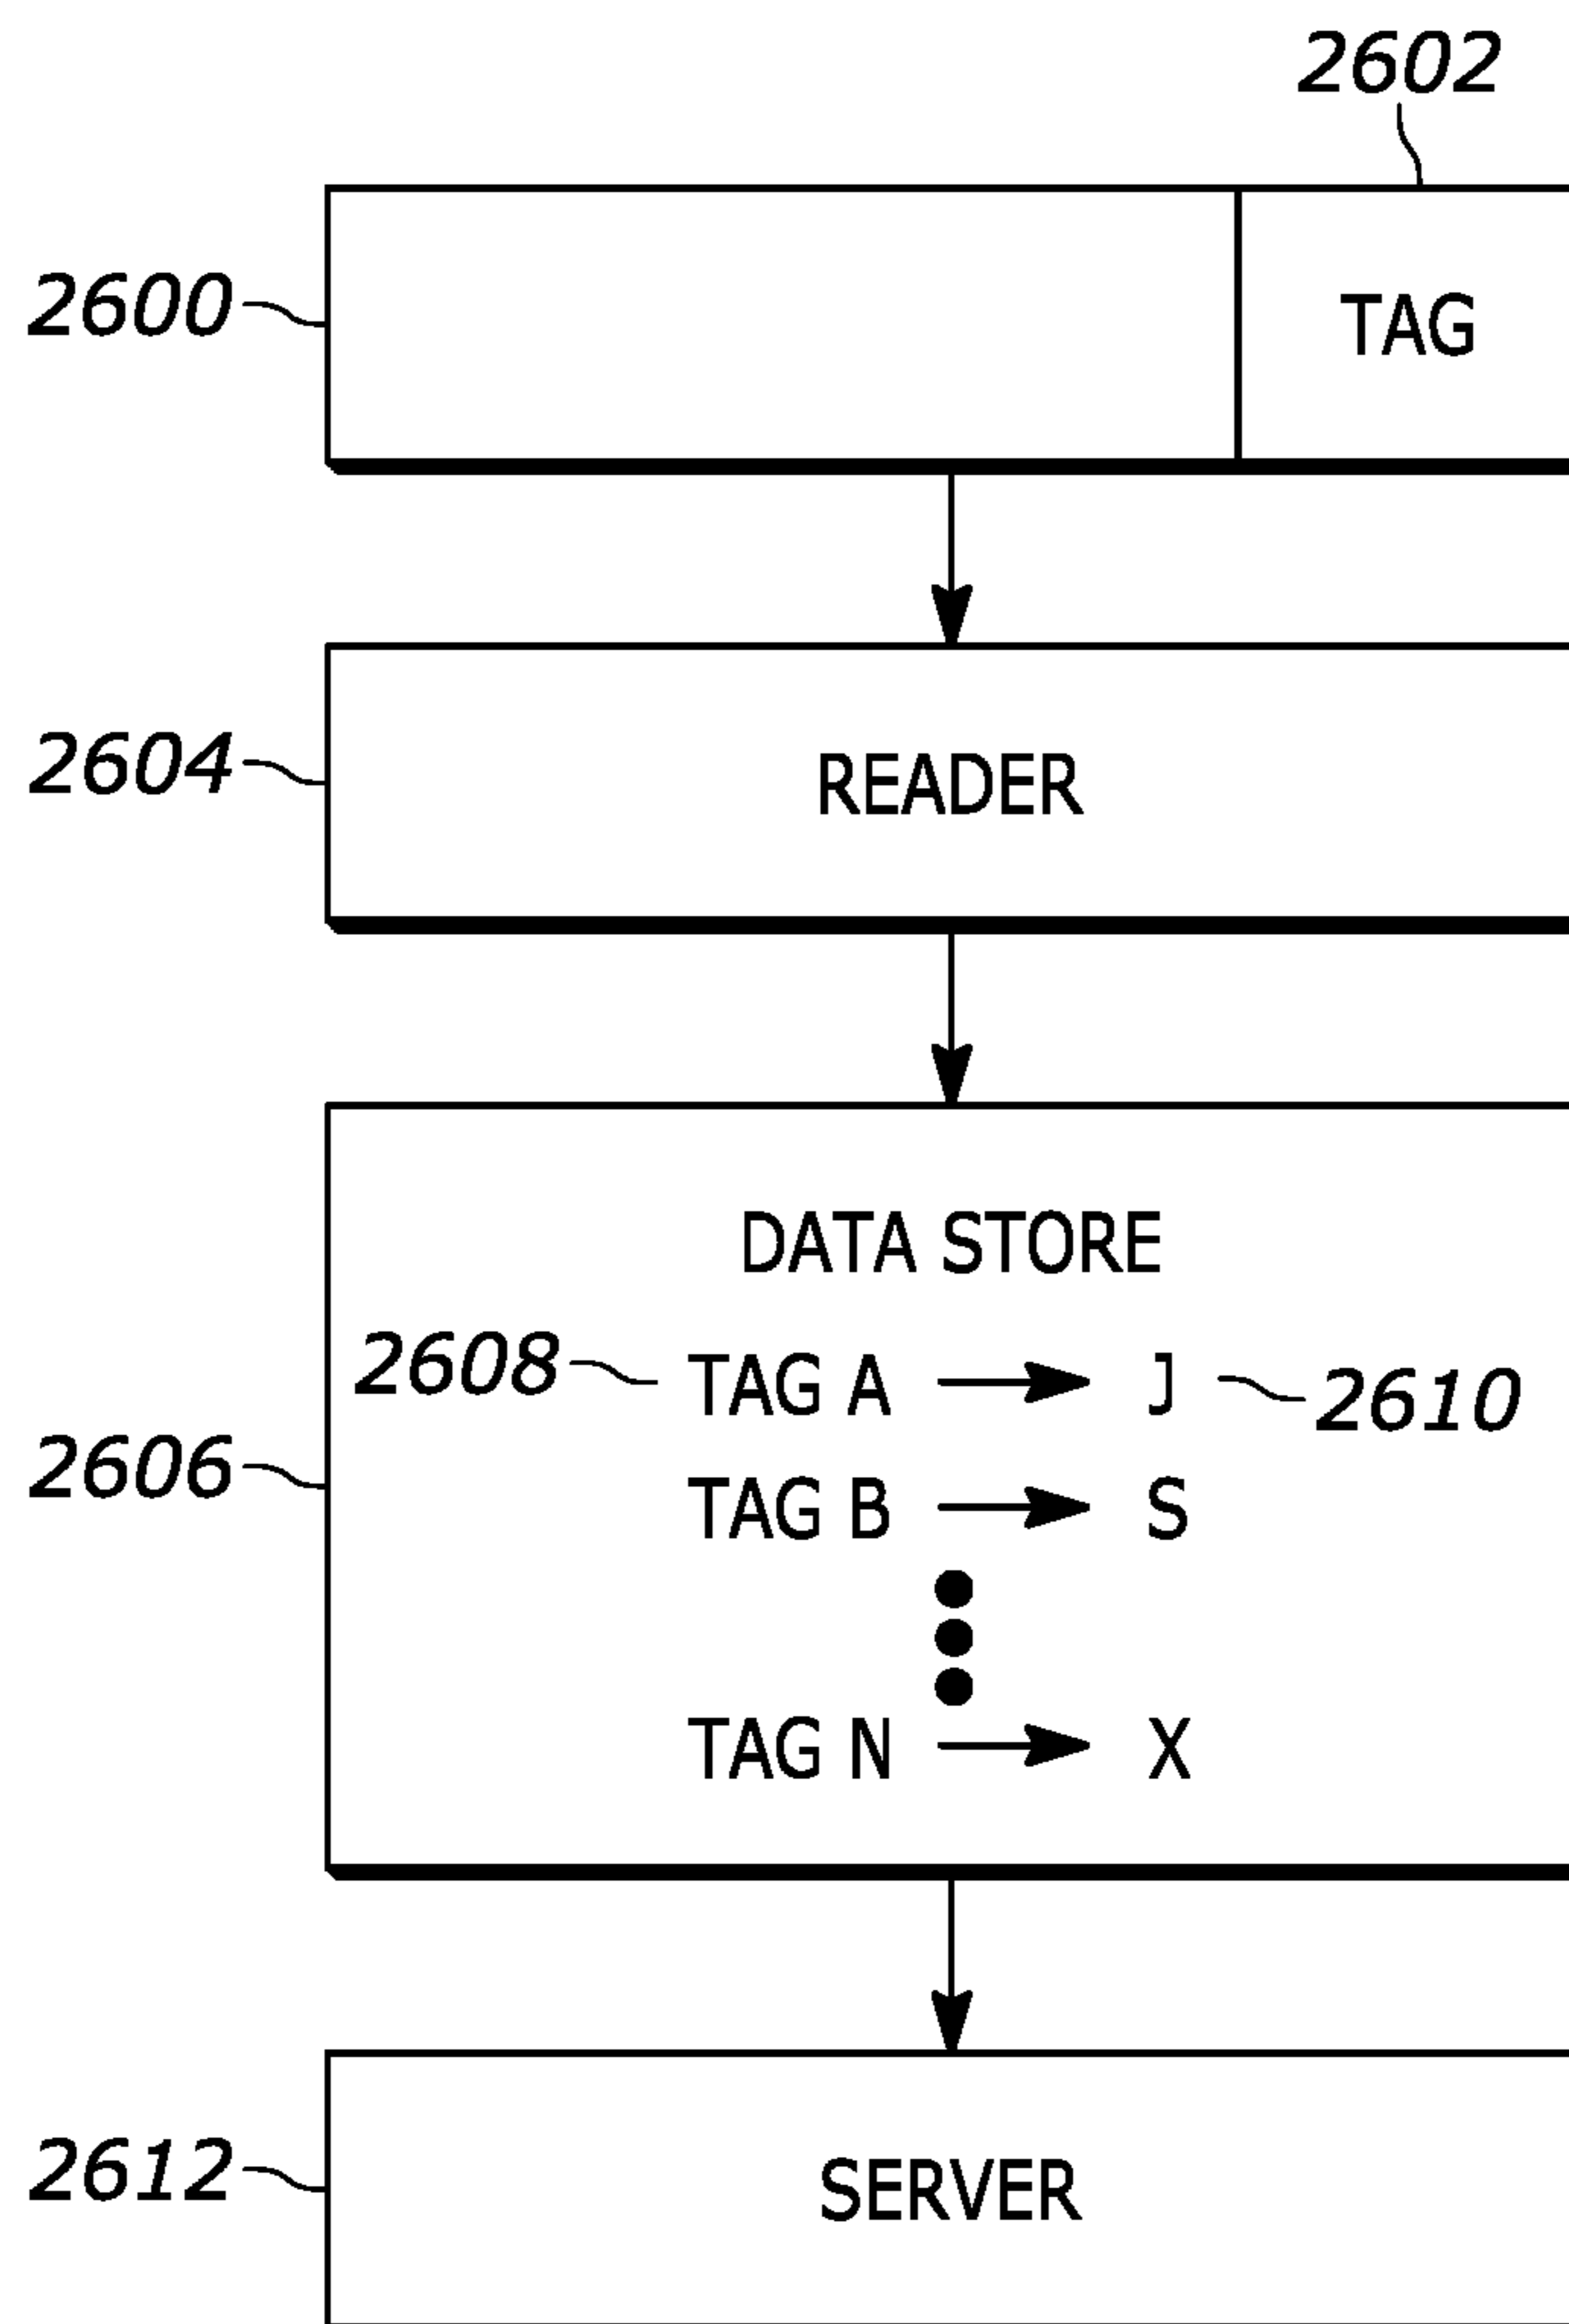 2602
2600 TAG
2604 READER
DATA STORE
2608 TAG A J 2610
2606 TAG B S
TAG N X
2612 SERVER